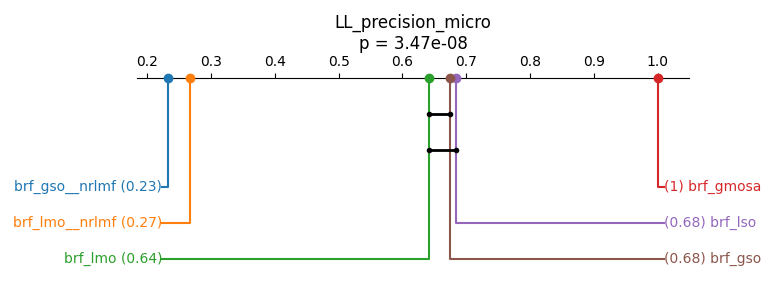 LL_precision_micro
p = 3.47e-08
0.2 0.3 0.4 0.5 0.6 0.7 0.8 0.9 1.0
brf_gso__nrlmf (0.23) (1) brf_gmosa
brf_lmo__nrlmf (0.27) (0.68) brf_lso
brf_lmo (0.64) (0.68) brf_gso